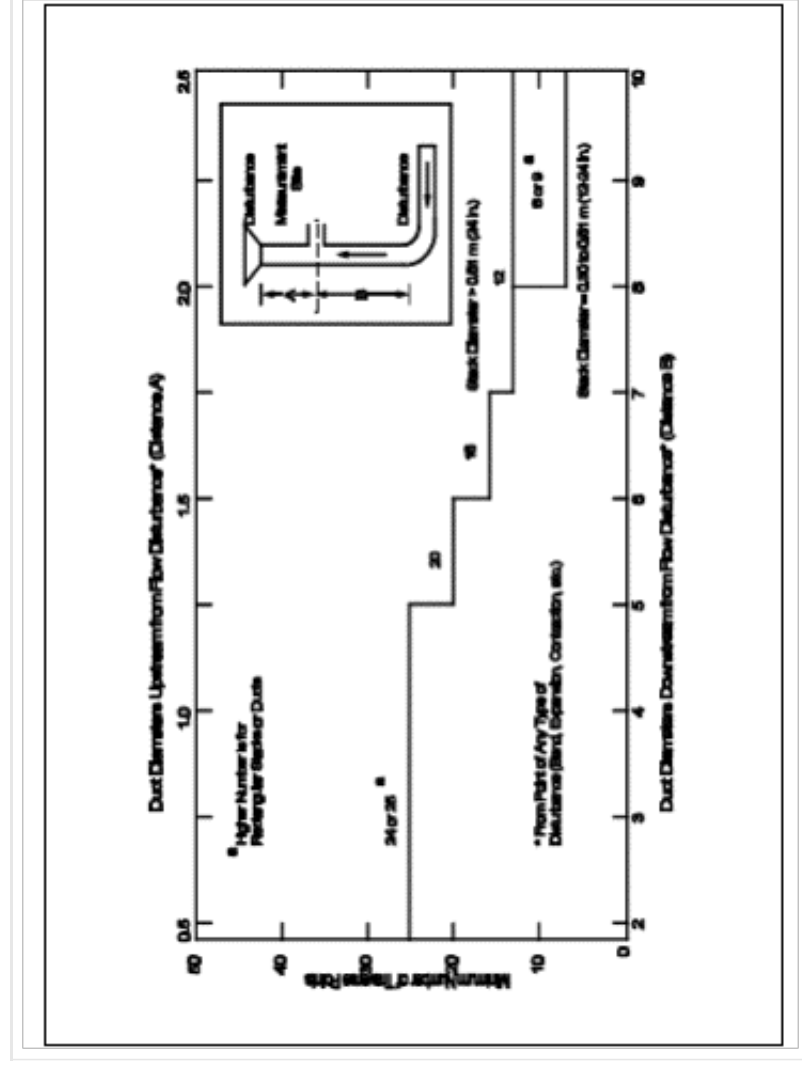 Duct Diameters Upstream from Flow Disturbance* (Distance A)
0.5
1.0
1.5
2.0
2.5
50
40
30
20
10
0
Minimum Number of Traverse Points
a Higher Number is for
Rectangular Stacks or Ducts
24 or 25 a
20
16
Stack Diameter > 0.61 m (24 in.)
12
8 or 9 a
Stack Diameter = 0.30 to 0.61 m (12-24 in.)
* From Point of Any Type of
Disturbance (Bend, Expansion, Contraction, etc.)
Disturbance
Measurement
Site
Disturbance
A
B
2
3
4
5
6
7
8
9
10
Duct Diameters Downstream from Flow Disturbance* (Distance B)